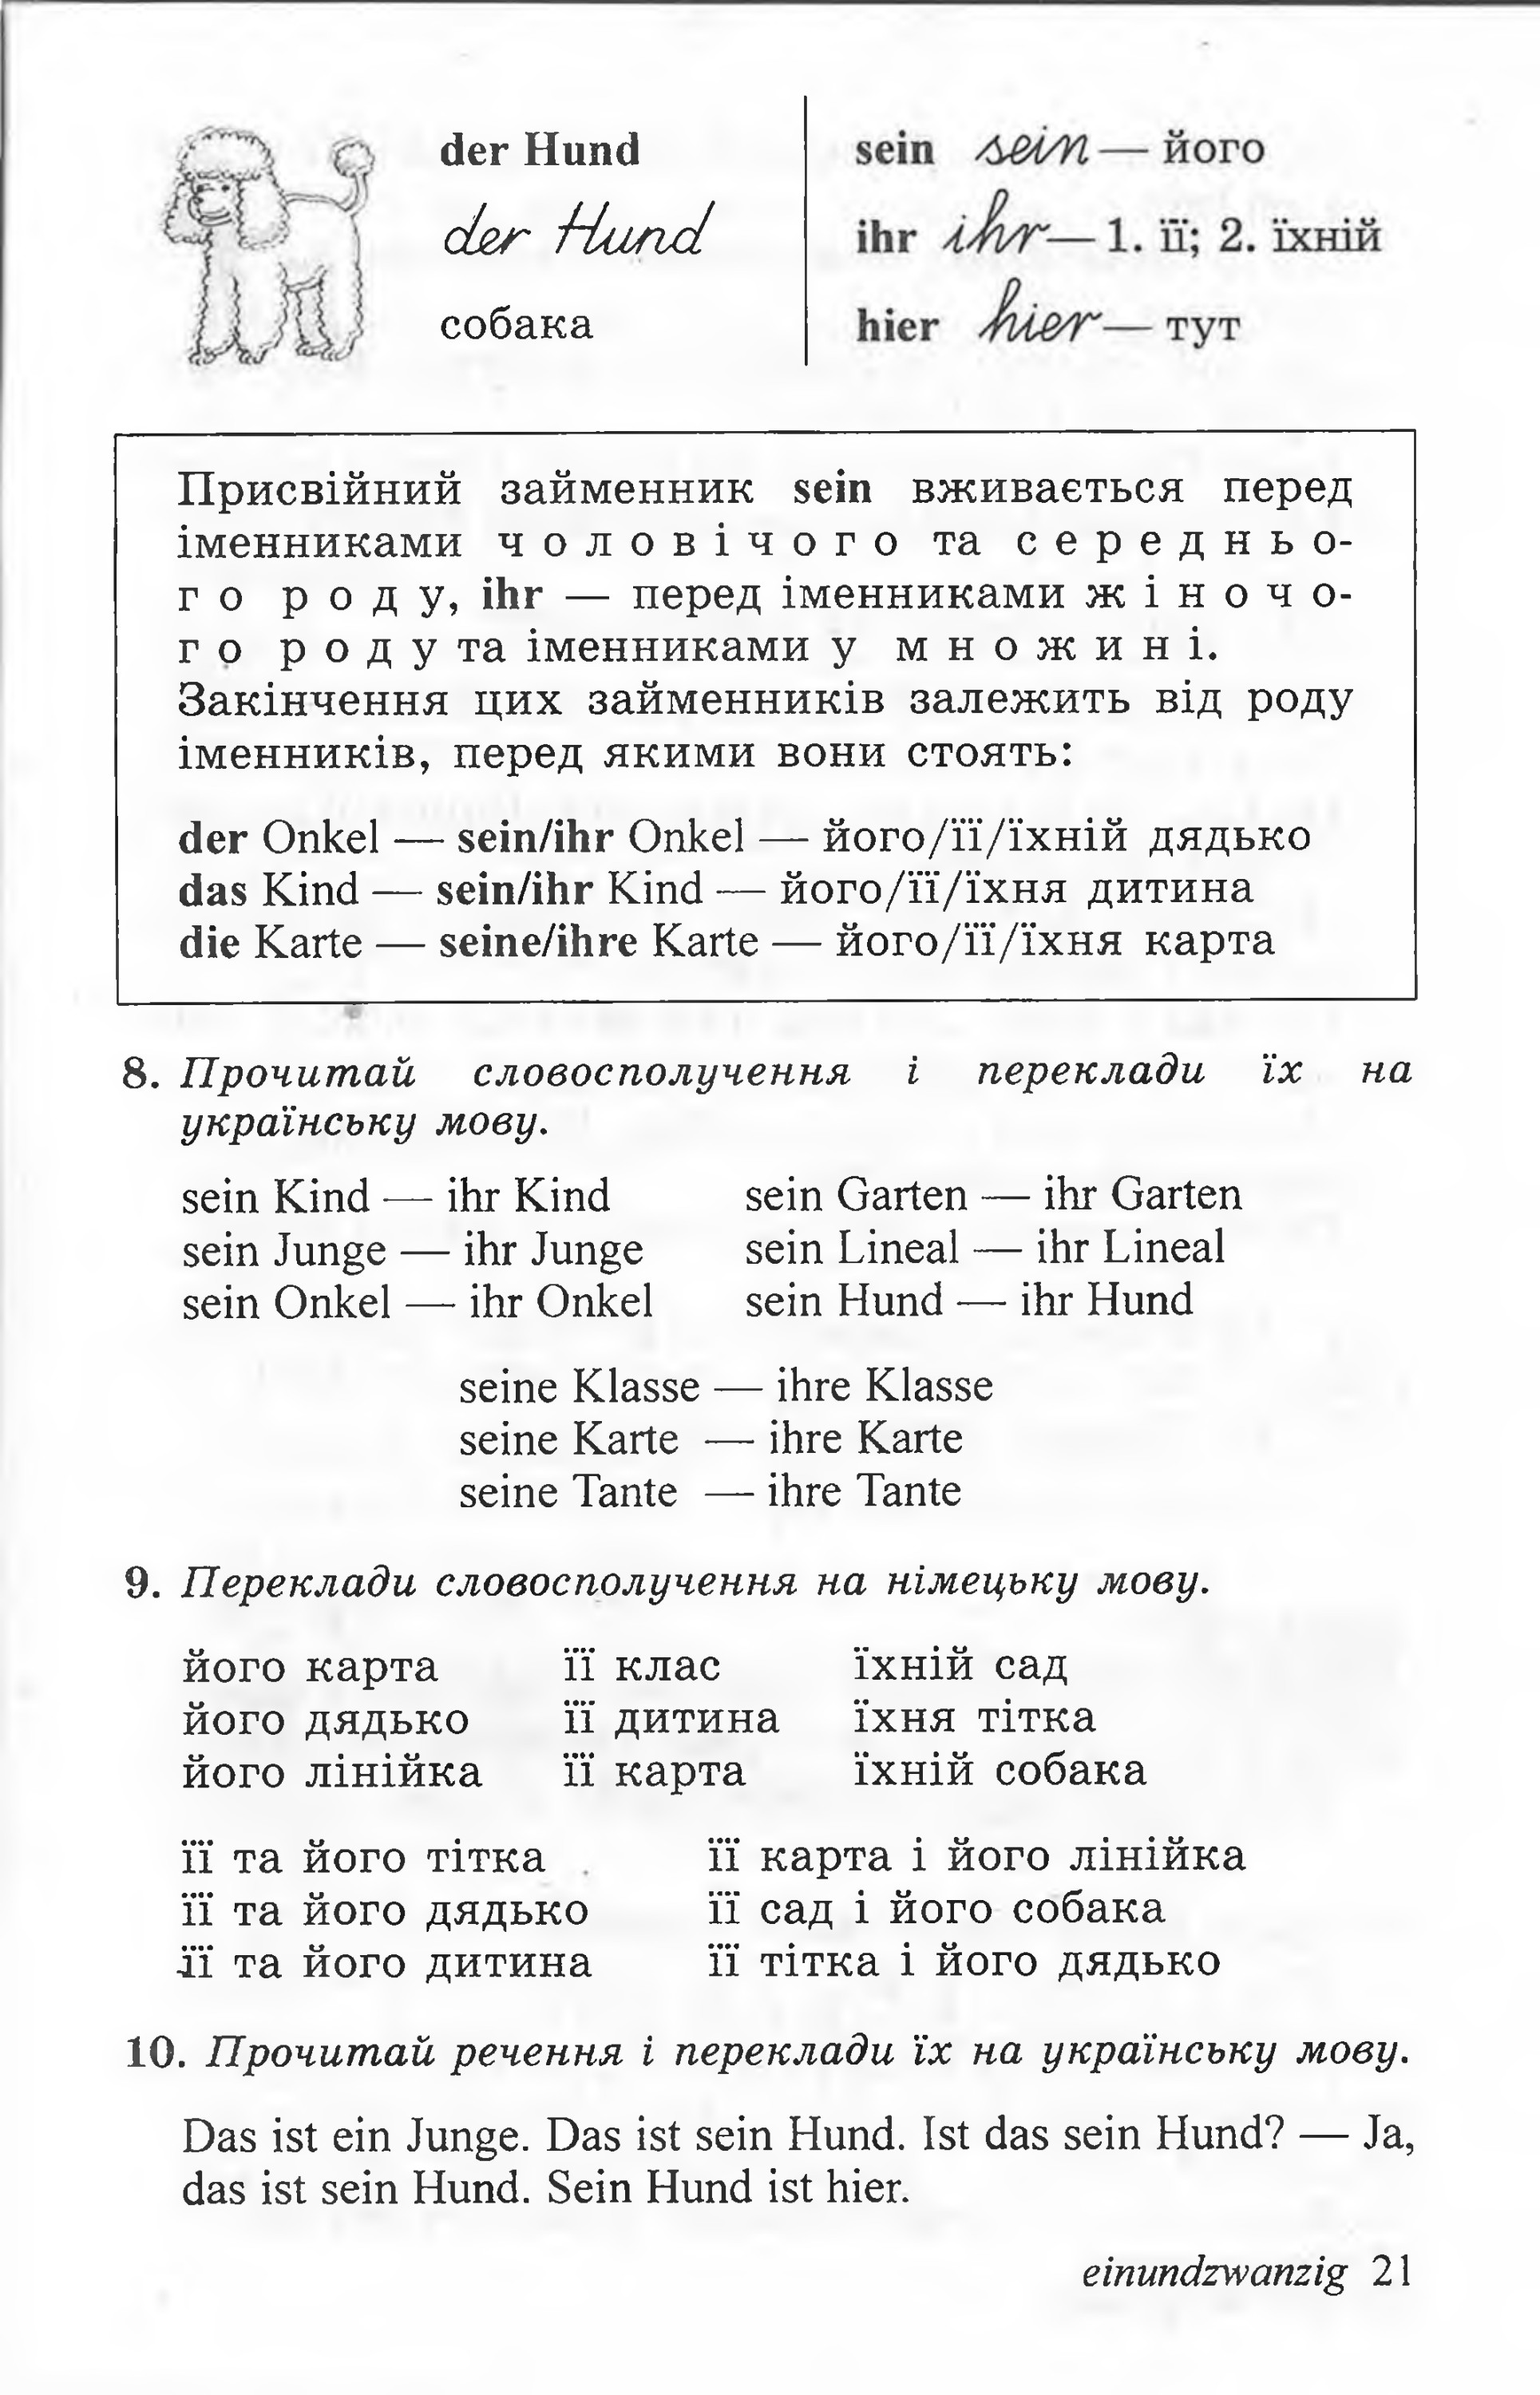 der Hund
der Hund
собака
sein sein — його
ihr ihr — 1. її; 2. їхній
hier hier — тут
Присвійний займенник sein вживається перед
іменниками ч о л о в і ч о г о та с е р е д н ь о-
г о р о д у, ihr — перед іменниками ж і н о ч о-
г о р о д у та іменниками у м н о ж и н і.
Закінчення цих займенників залежить від роду
іменників, перед якими вони стоять:
der Onkel — sein/ihr Onkel — його/її/їхній дядько
das Kind — sein/ihr Kind — його/її/їхня дитина
die Karte — seine/ihre Karte — його/її/їхня карта
8. Прочитай словосполучення і переклади їх на
українську мову.
sein Kind — ihr Kind
sein Junge — ihr Junge
sein Onkel — ihr Onkel
sein Garten — ihr Garten
sein Lineal — ihr Lineal
sein Hund — ihr Hund
seine Klasse — ihre Klasse
seine Karte — ihre Karte
seine Tante — ihre Tante
9. Переклади словосполучення на німецьку мову.
його карта
його дядько
його лінійка
її клас
її дитина
її карта
їхній сад
їхня тітка
їхній собака
її та його тітка
її та його дядько
її та його дитина
її карта і його лінійка
її сад і його собака
її тітка і його дядько
10. Прочитай речення і переклади їх на українську мову.
Das ist ein Junge. Das ist sein Hund. Ist das sein Hund? — Ja,
das ist sein Hund. Sein Hund ist hier.
einundzwanzig 21